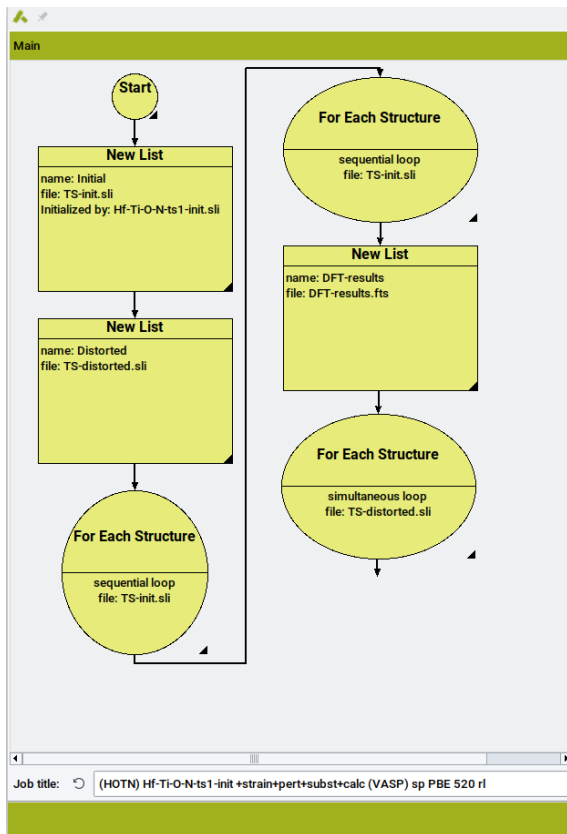 Main
Start
New List
name: Initial
file: TS-init.sli
Initialized by: Hf-Ti-O-N-ts1-init.sli
New List
name: Distorted
file: TS-distorted.sli
For Each Structure
sequential loop
file: TS-init.sli
For Each Structure
sequential loop
file: TS-init.sli
New List
name: DFT-results
file: DFT-results.fts
For Each Structure
simultaneous loop
file: TS-distorted.sli
Job title: (HOTN) Hf-Ti-O-N-ts1-init +strain+pert+subst+calc (VASP) sp PBE 520 rl